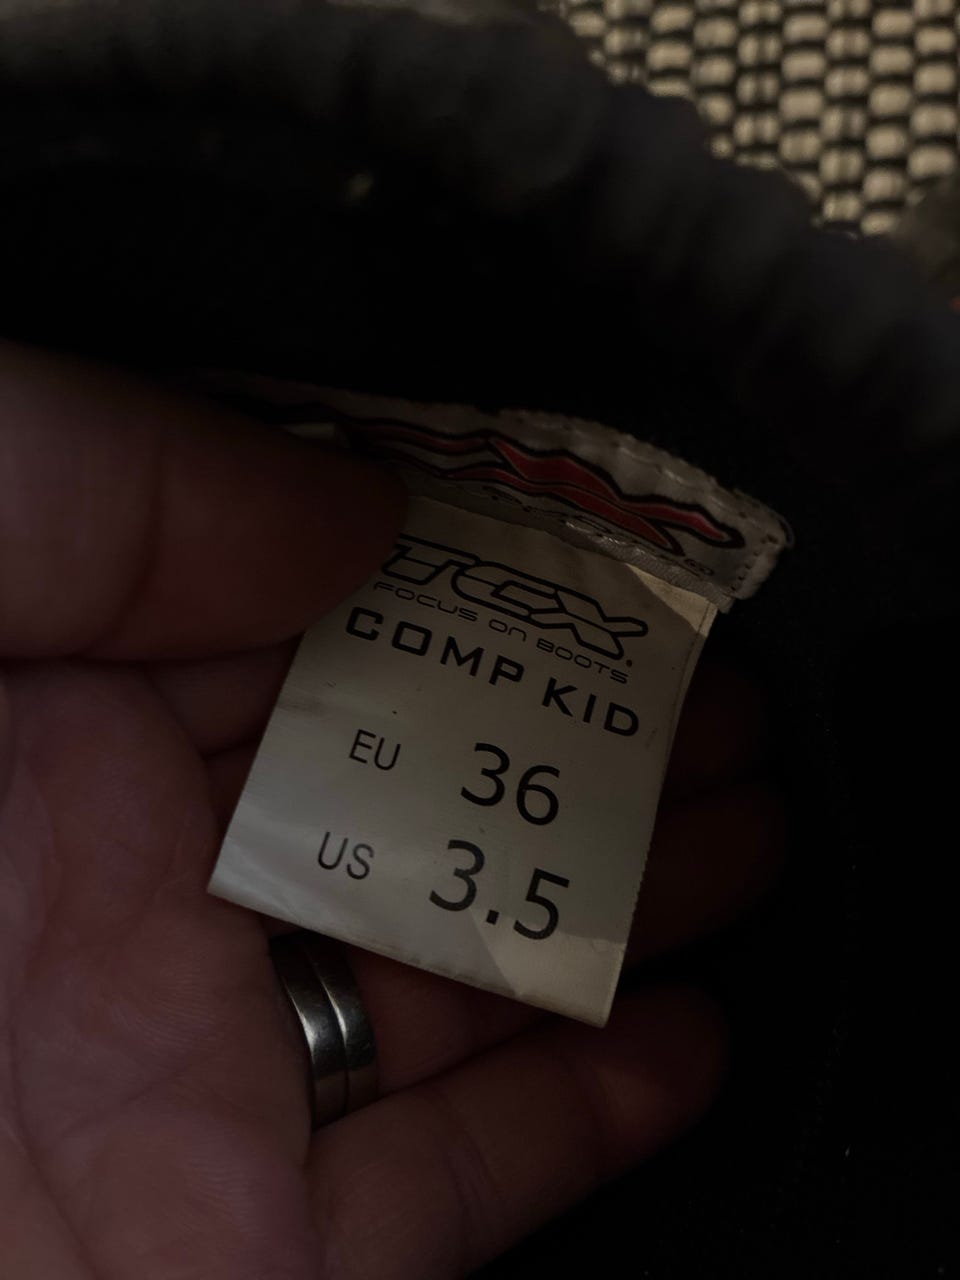 TCX
FOCUS ON BOOTS
COMP KID
EU 36
US 3.5